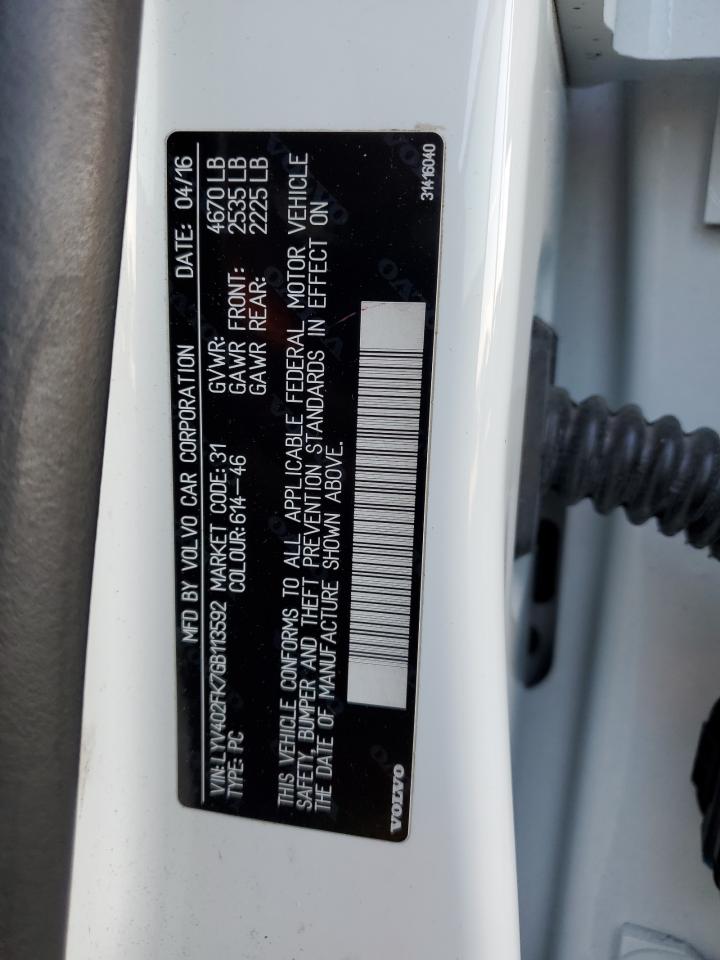 MFD BY VOLVO CAR CORPORATION DATE: 04/16
VIN: LYV402FK7GB113592 MARKET CODE: 31 GVWR: 4670 LB
TYPE: PC COLOUR: 614-46 GAWR FRONT: 2535 LB
GAWR REAR: 2225 LB
THIS VEHICLE CONFORMS TO ALL APPLICABLE FEDERAL MOTOR VEHICLE
SAFETY, BUMPER AND THEFT PREVENTION STANDARDS IN EFFECT ON
THE DATE OF MANUFACTURE SHOWN ABOVE.
VOLVO
31416040